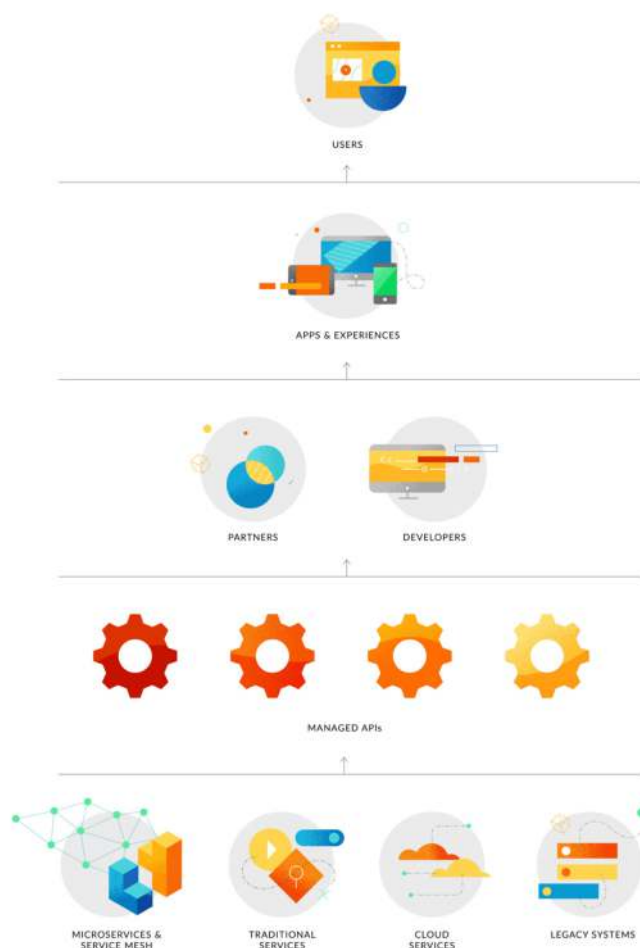 USERS
APPS & EXPERIENCES
PARTNERS
DEVELOPERS
MANAGED APIs
MICROSERVICES &
SERVICE MESH
TRADITIONAL
SERVICES
CLOUD
SERVICES
LEGACY SYSTEMS